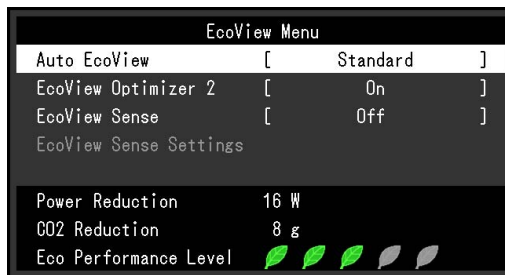 EcoView Menu
Auto EcoView [ Standard ]
EcoView Optimizer 2 [ On ]
EcoView Sense [ Off ]
EcoView Sense Settings
Power Reduction 16 W
CO2 Reduction 8 g
Eco Performance Level